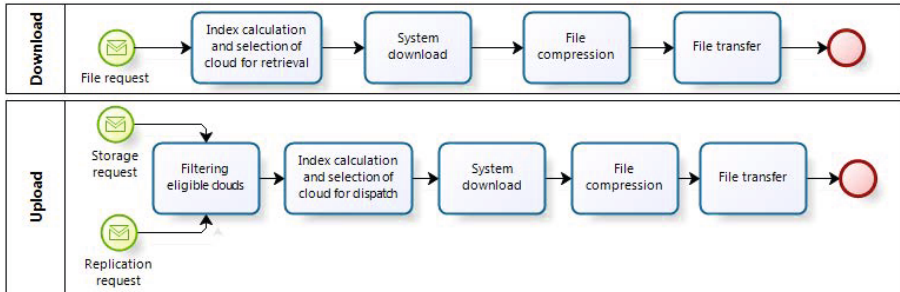 Download
File request
Index calculation
and selection of
cloud for retrieval
System
download
File
compression
File transfer
Upload
Storage
request
Replication
request
Filtering
eligible clouds
Index calculation
and selection of
cloud for dispatch
System
download
File
compression
File transfer